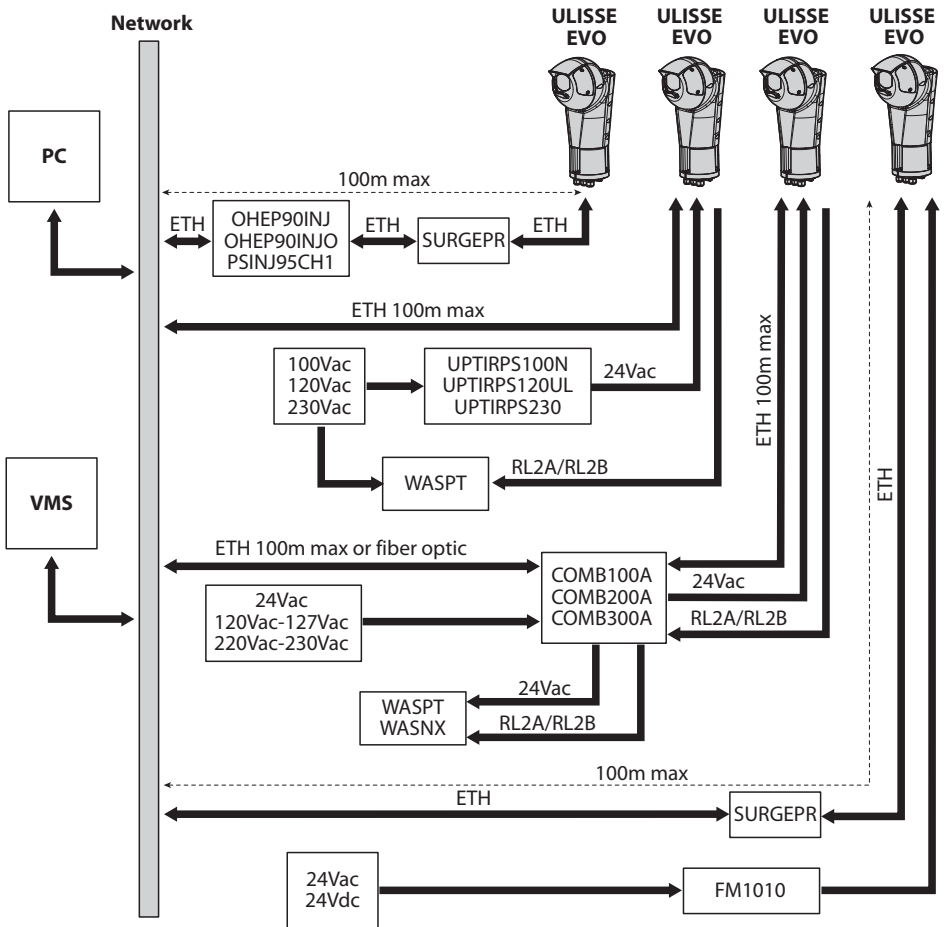 Network
ULISSE
EVO
ULISSE
EVO
ULISSE
EVO
ULISSE
EVO
PC
100m max
ETH
OHEP90INJ
OHEP90INJO
PSINJ95CH1
ETH
SURGEPR
ETH
ETH 100m max
100Vac
120Vac
230Vac
UPTIRPS100N
UPTIRPS120UL
UPTIRPS230
24Vac
ETH 100m max
WASPT
RL2A/RL2B
ETH
VMS
ETH 100m max or fiber optic
24Vac
120Vac-127Vac
220Vac-230Vac
COMB100A
COMB200A
COMB300A
24Vac
RL2A/RL2B
WASPT
WASNX
24Vac
RL2A/RL2B
100m max
ETH
SURGEPR
24Vac
24Vdc
FM1010